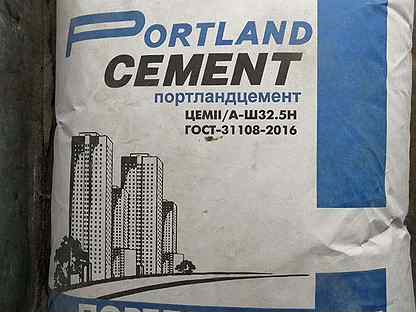 PORTLAND
CEMENT
портландцемент
ЦЕМII/А-Ш32.5Н
ГОСТ-31108-2016